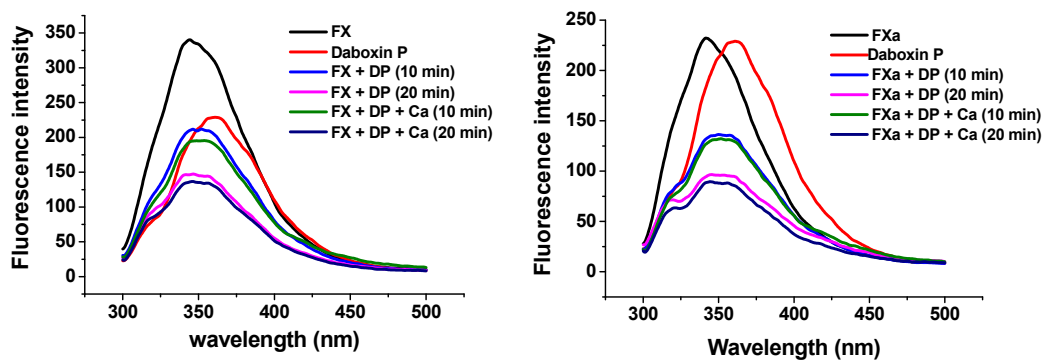 Fluorescence intensity
350
300
250
200
150
100
50
0
300
350
400
450
500
wavelength (nm)
FX
Daboxin P
FX + DP (10 min)
FX + DP (20 min)
FX + DP + Ca (10 min)
FX + DP + Ca (20 min)
Fluorescence intensity
250
200
150
100
50
0
300
350
400
450
500
Wavelength (nm)
FXa
Daboxin P
FXa + DP (10 min)
FXa + DP (20 min)
FXa + DP + Ca (10 min)
FXa + DP + Ca (20 min)